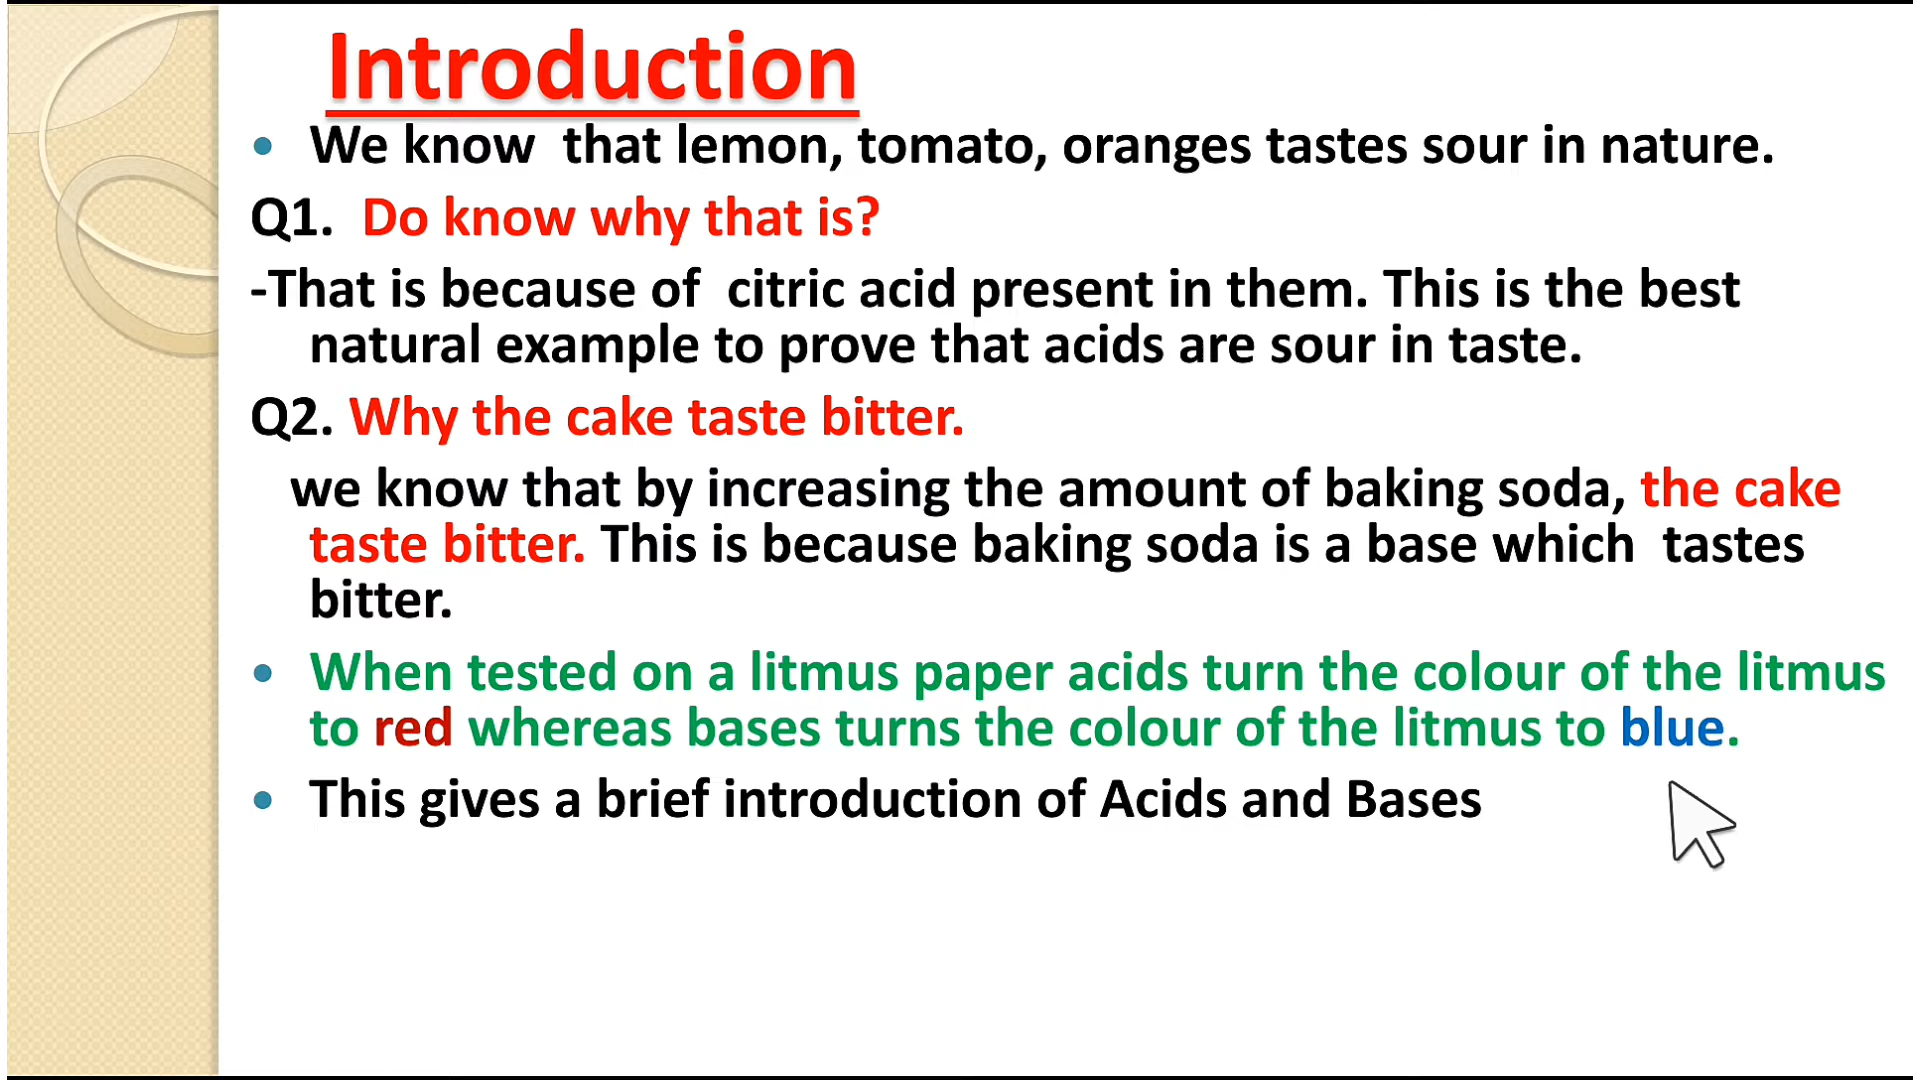 Introduction
• We know that lemon, tomato, oranges tastes sour in nature.
Q1. Do know why that is?
-That is because of citric acid present in them. This is the best
natural example to prove that acids are sour in taste.
Q2. Why the cake taste bitter.
we know that by increasing the amount of baking soda, the cake
taste bitter. This is because baking soda is a base which tastes
bitter.
• When tested on a litmus paper acids turn the colour of the litmus
to red whereas bases turns the colour of the litmus to blue.
• This gives a brief introduction of Acids and Bases